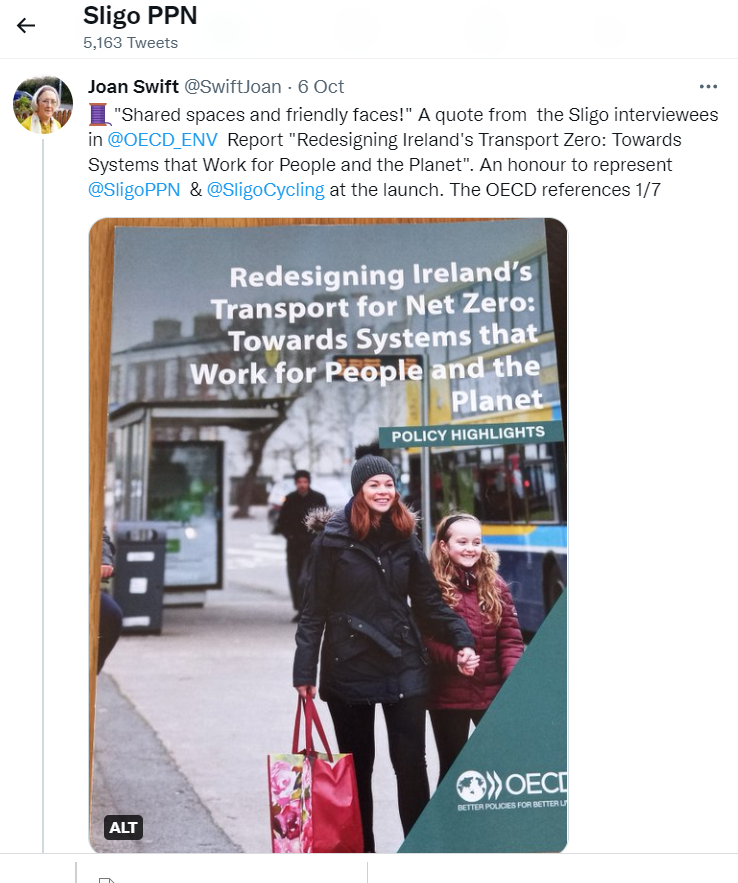 Sligo PPN
5,163 Tweets
Joan Swift @SwiftJoan · 6 Oct
"Shared spaces and friendly faces!" A quote from the Sligo interviewees
in @OECD_ENV Report "Redesigning Ireland's Transport Zero: Towards
Systems that Work for People and the Planet". An honour to represent
@SligoPPN & @SligoCycling at the launch. The OECD references 1/7
Redesigning Ireland's
Transport for Net Zero:
Towards Systems that
Work for People and the
Planet
POLICY HIGHLIGHTS
OECD
BETTER POLICIES FOR BETTER
ALT